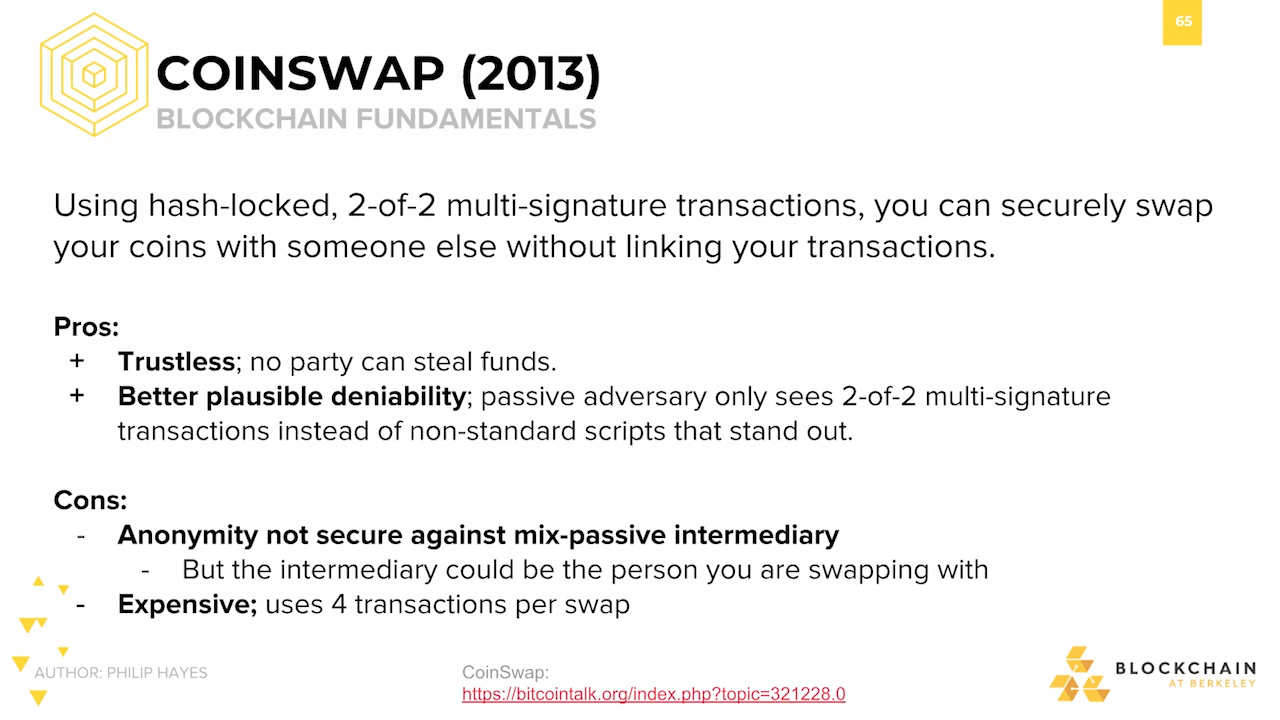 65
COINSWAP (2013)
BLOCKCHAIN FUNDAMENTALS
Using hash-locked, 2-of-2 multi-signature transactions, you can securely swap
your coins with someone else without linking your transactions.
Pros:
+ Trustless; no party can steal funds.
+ Better plausible deniability; passive adversary only sees 2-of-2 multi-signature
transactions instead of non-standard scripts that stand out.
Cons:
- Anonymity not secure against mix-passive intermediary
- But the intermediary could be the person you are swapping with
- Expensive; uses 4 transactions per swap
AUTHOR: PHILIP HAYES
CoinSwap:
https://bitcointalk.org/index.php?topic=321228.0
BLOCKCHAIN
AT BERKELEY